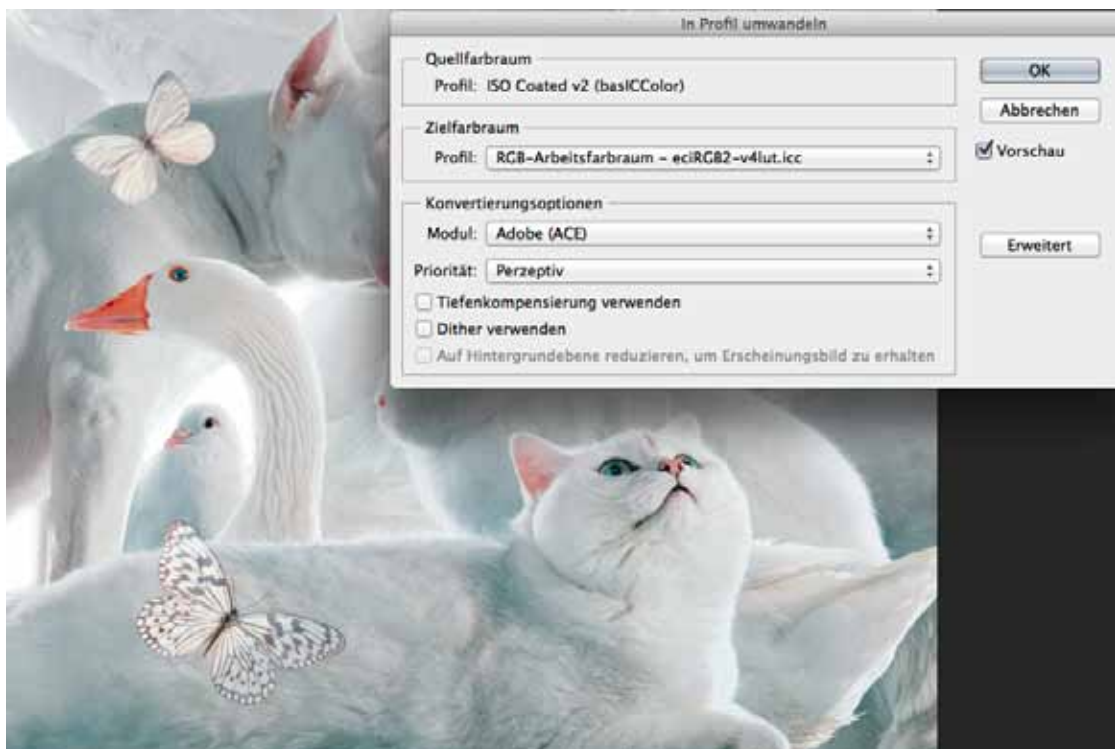 In Profil umwandeln
Quellfarbraum
Profil: ISO Coated v2 (basICColor)
OK
Abbrechen
Vorschau
Zielfarbraum
Profil: RGB-Arbeitsfarbraum - eciRGB2-v4lut.icc
Konvertierungsoptionen
Modul: Adobe (ACE)
Erweitert
Priorität: Perzeptiv
Tiefenkompensierung verwenden
Dither verwenden
Auf Hintergrundebene reduzieren, um Erscheinungsbild zu erhalten